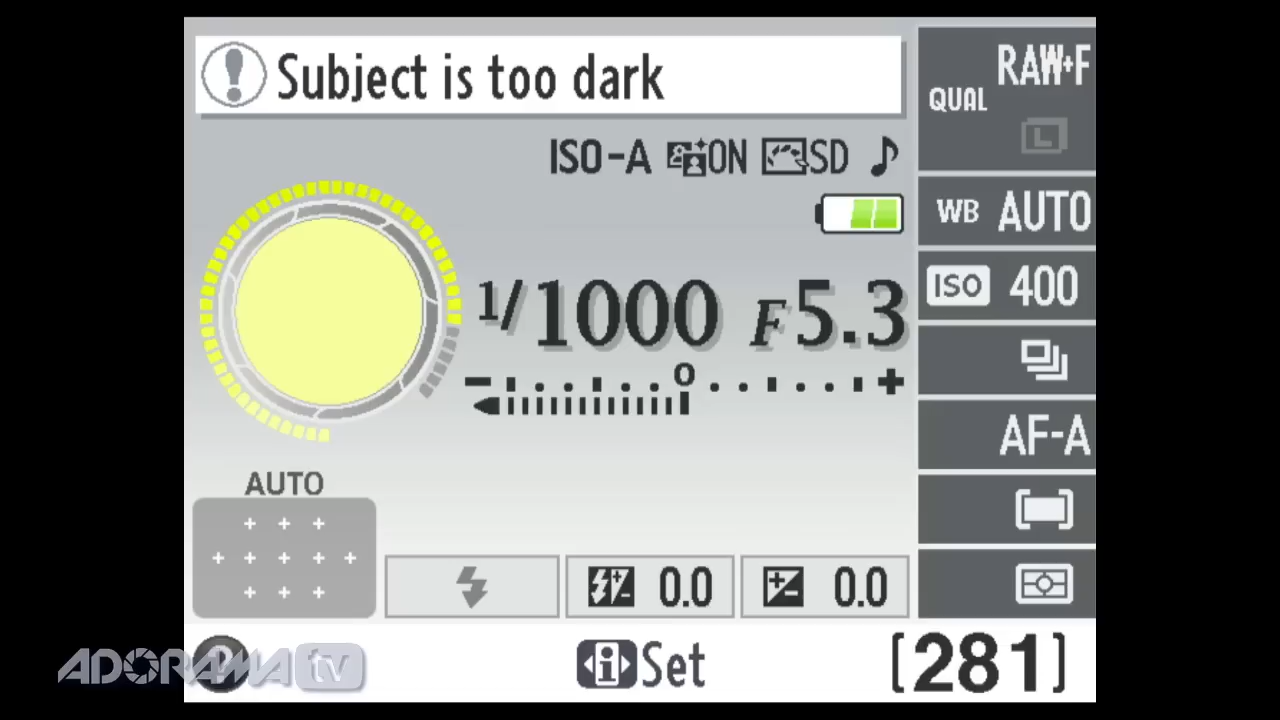 Subject is too dark
RAW+F
QUAL
L
ISO-A ON SD
WB AUTO
ISO 400
1/1000 F5.3
- 0 +
AF-A
AUTO
0.0 0.0
? i Set [281]
ADORAMA tv